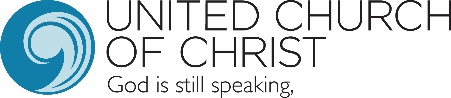 UNITED CHURCH
OF CHRIST
God is still speaking,